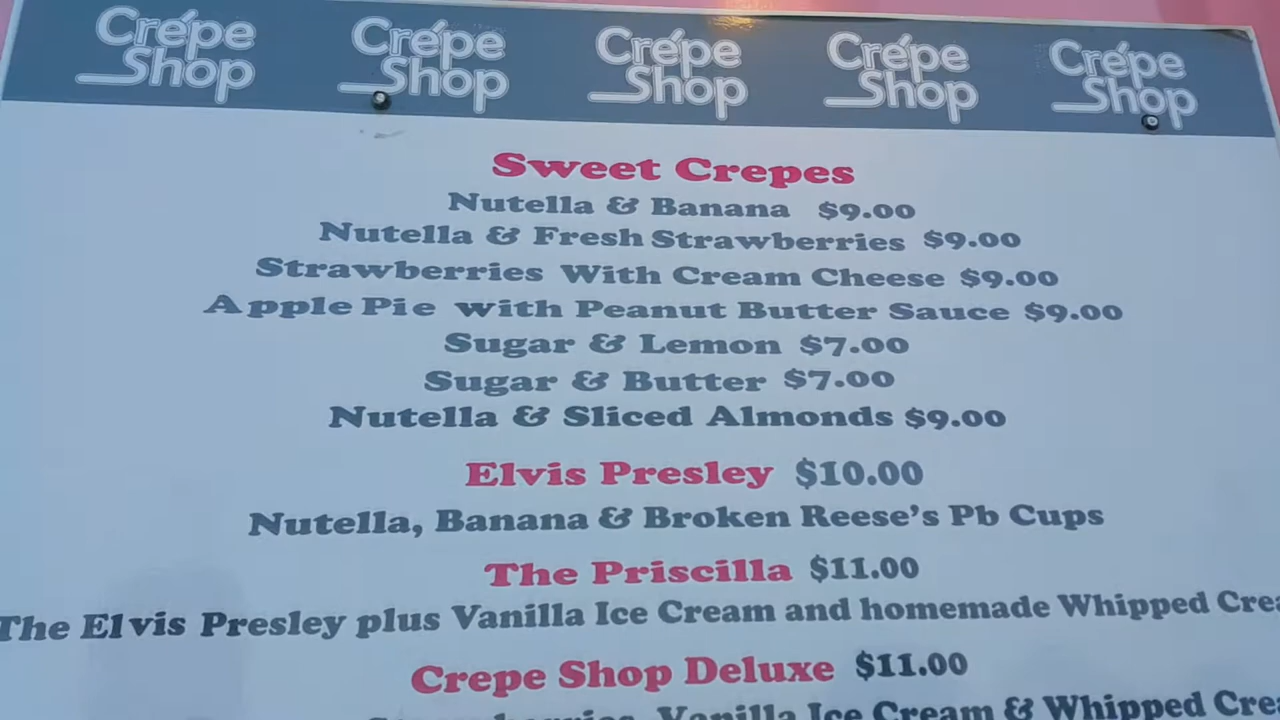 Crépe Shop Crépe Shop Crépe Shop Crépe Shop Crépe Shop
Sweet Crepes
Nutella & Banana $9.00
Nutella & Fresh Strawberries $9.00
Strawberries With Cream Cheese $9.00
Apple Pie with Peanut Butter Sauce $9.00
Sugar & Lemon $7.00
Sugar & Butter $7.00
Nutella & Sliced Almonds $9.00
Elvis Presley $10.00
Nutella, Banana & Broken Reese's Pb Cups
The Priscilla $11.00
The Elvis Presley plus Vanilla Ice Cream and homemade Whipped Crea
Crepe Shop Deluxe $11.00
Vanilla Ice Cream & Whipped Crea